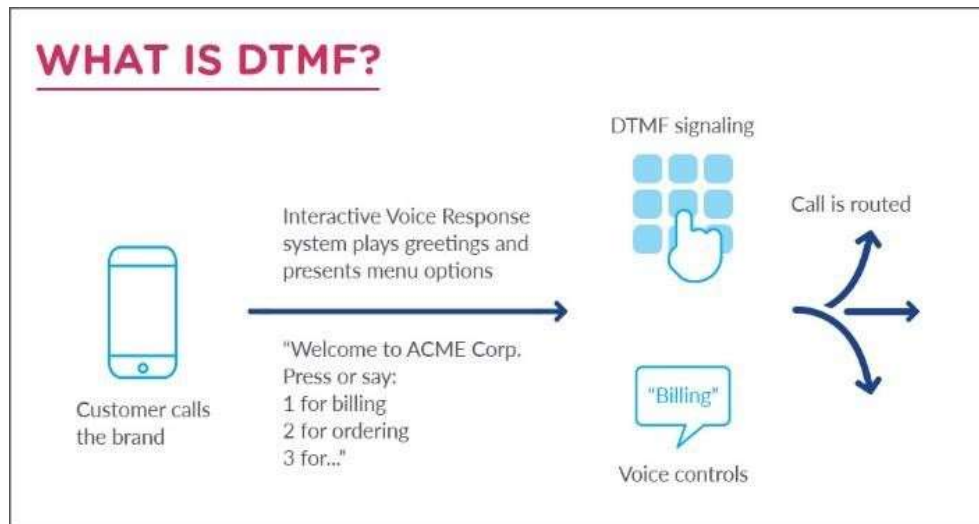 WHAT IS DTMF?
Customer calls
the brand
Interactive Voice Response
system plays greetings and
presents menu options
“Welcome to ACME Corp.
Press or say:
1 for billing
2 for ordering
3 for...”
DTMF signaling
“Billing”
Voice controls
Call is routed